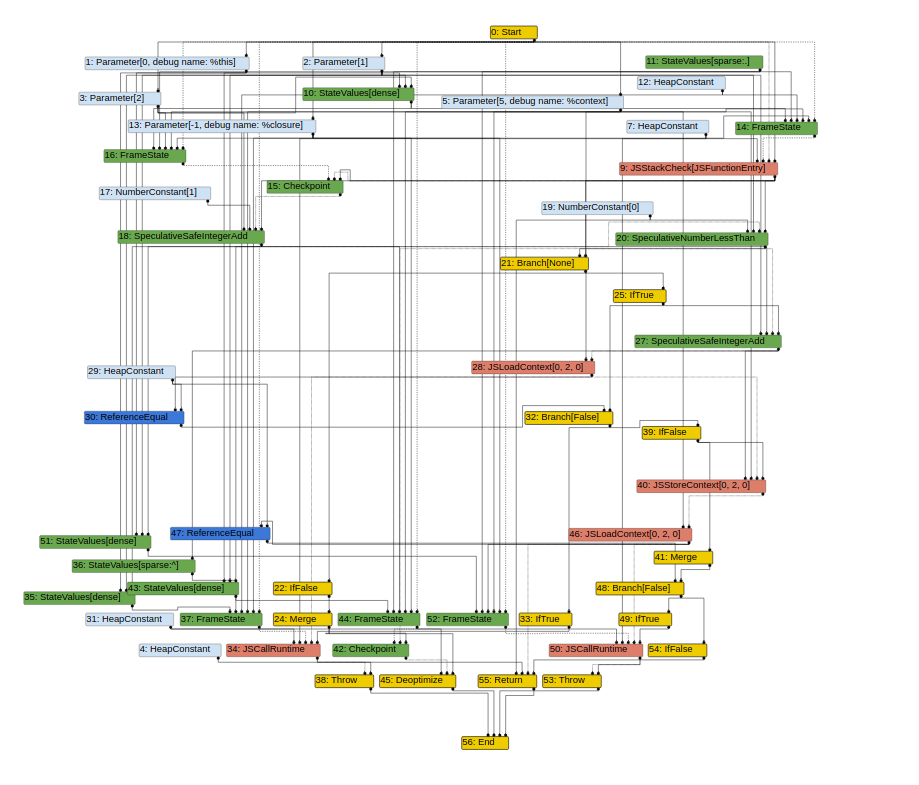 0: Start
1: Parameter[0, debug name: %this]
2: Parameter[1]
11: StateValues[sparse:.]
12: HeapConstant
3: Parameter[2]
10: StateValues[dense]
5: Parameter[5, debug name: %context]
13: Parameter[-1, debug name: %closure]
7: HeapConstant
14: FrameState
16: FrameState
9: JSStackCheck[JSFunctionEntry]
15: Checkpoint
17: NumberConstant[1]
19: NumberConstant[0]
18: SpeculativeSafeIntegerAdd
20: SpeculativeNumberLessThan
21: Branch[None]
25: IfTrue
27: SpeculativeSafeIntegerAdd
29: HeapConstant
28: JSLoadContext[0, 2, 0]
30: ReferenceEqual
32: Branch[False]
39: IfFalse
40: JSStoreContext[0, 2, 0]
51: StateValues[dense]
47: ReferenceEqual
46: JSLoadContext[0, 2, 0]
41: Merge
36: StateValues[sparse:^]
35: StateValues[dense]
43: StateValues[dense]
22: IfFalse
48: Branch[False]
31: HeapConstant
37: FrameState
24: Merge
44: FrameState
52: FrameState
33: IfTrue
49: IfTrue
4: HeapConstant
34: JSCallRuntime
42: Checkpoint
50: JSCallRuntime
54: IfFalse
38: Throw
45: Deoptimize
55: Return
53: Throw
56: End